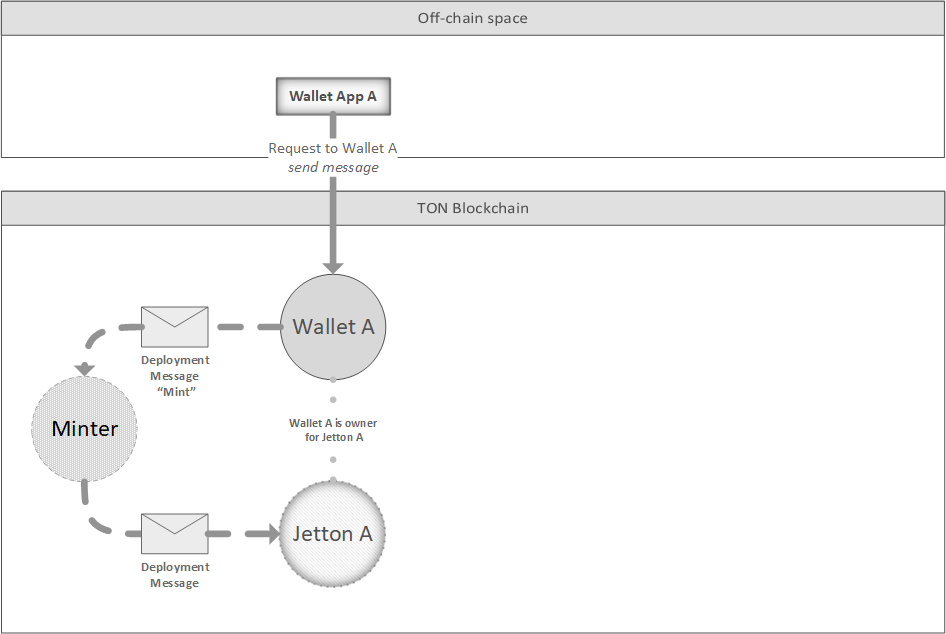 Off-chain space
Wallet App A
Request to Wallet A
send message
TON Blockchain
Wallet A
Deployment
Message
“Mint”
Minter
Wallet A is owner
for Jetton A
Jetton A
Deployment
Message